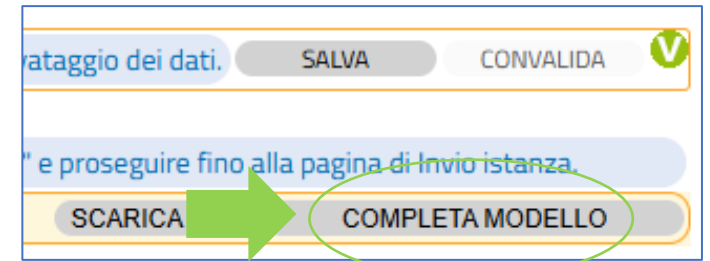 vataggio dei dati. SALVA CONVALIDA V
" e proseguire fino alla pagina di Invio istanza.
SCARICA COMPLETA MODELLO